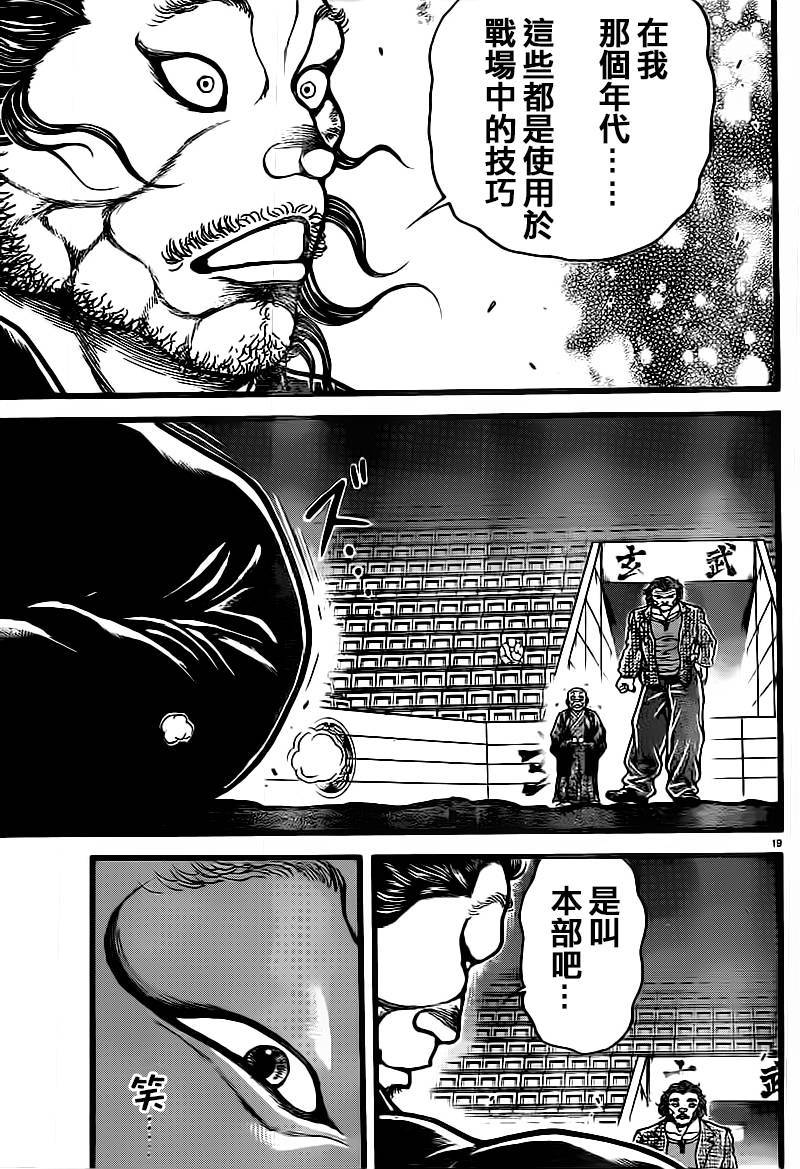 在我
那個年代……
這些都是使用於
戰場中的技巧
ズ
玄武
19
是叫
本部吧…
武
笑……